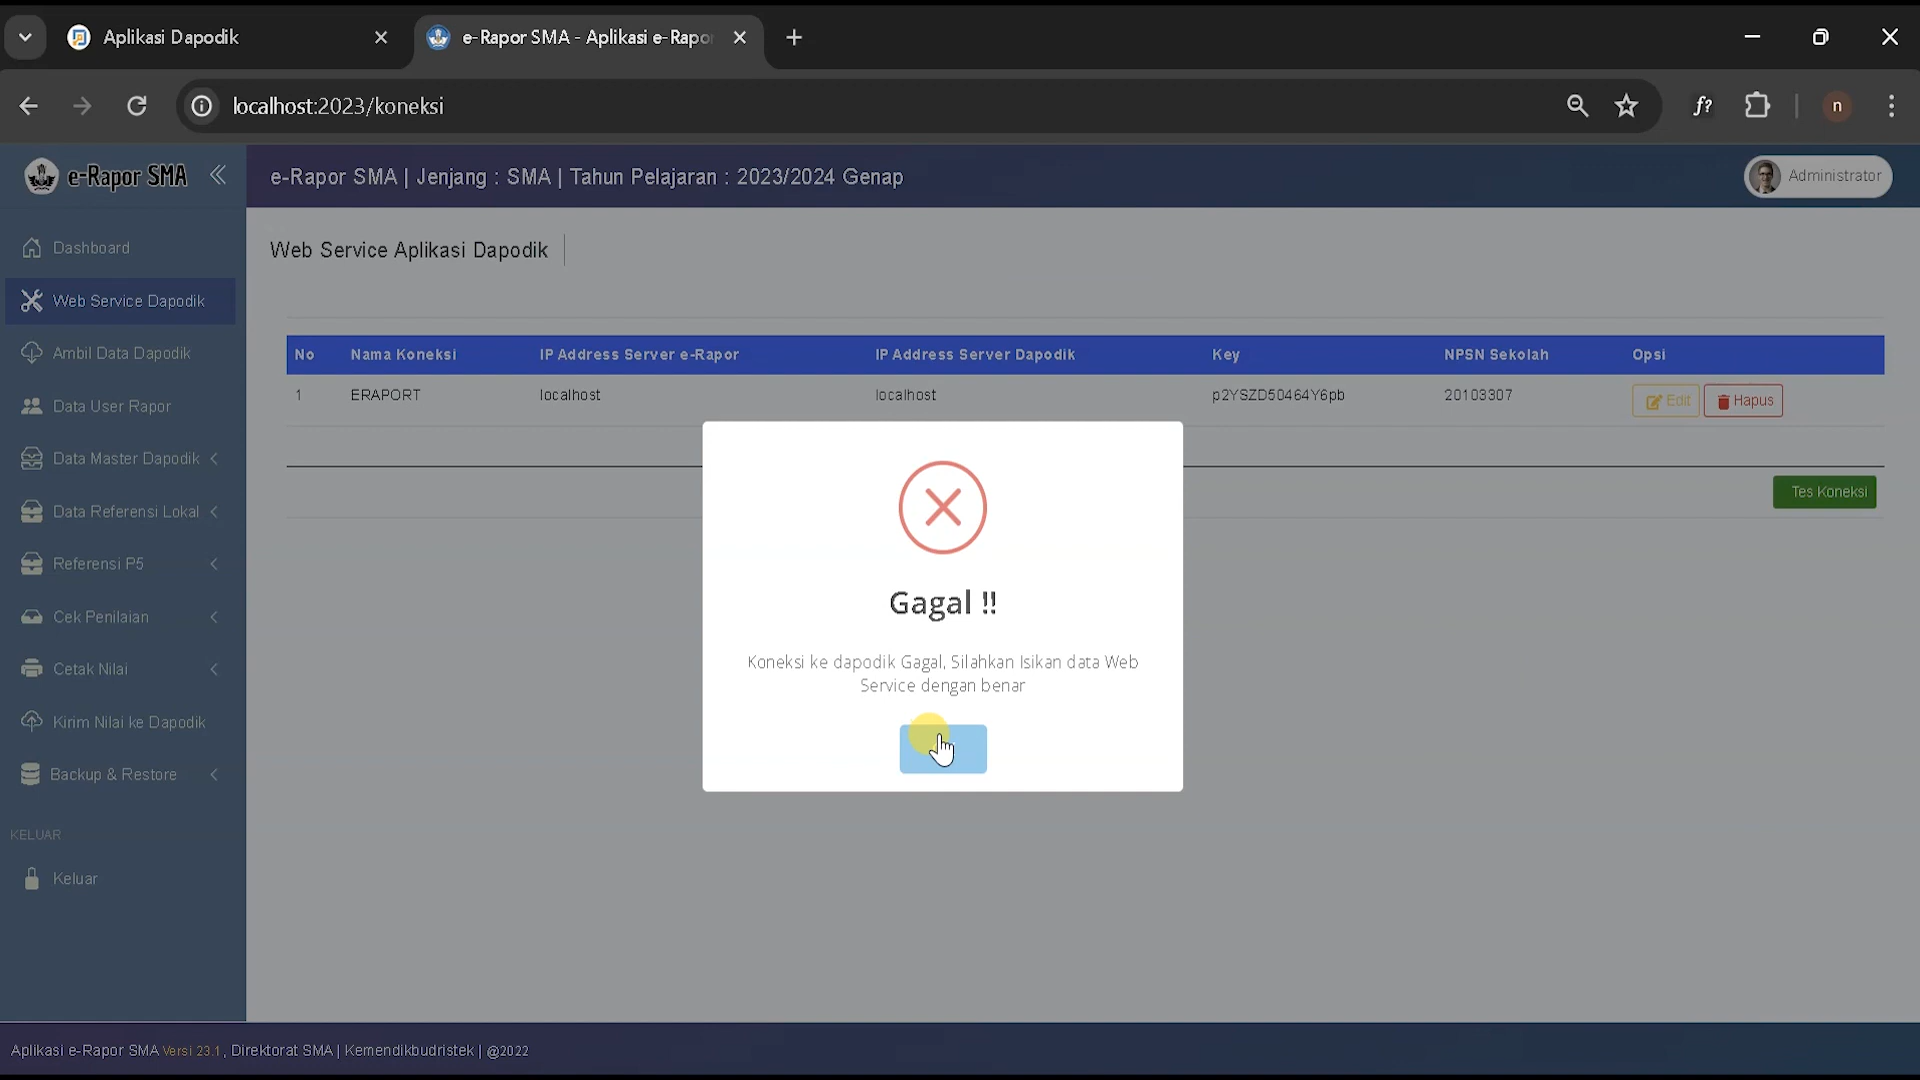 Aplikasi Dapodik
e-Rapor SMA - Aplikasi e-Rapor
localhost:2023/koneksi
f?
n
e-Rapor SMA
e-Rapor SMA | Jenjang : SMA | Tahun Pelajaran : 2023/2024 Genap
Administrator
Dashboard
Web Service Dapodik
Ambil Data Dapodik
Data User Rapor
Data Master Dapodik
Data Referensi Lokal
Referensi P5
Cek Penilaian
Cetak Nilai
Kirim Nilai ke Dapodik
Backup & Restore
KELUAR
Keluar
Web Service Aplikasi Dapodik
No Nama Koneksi IP Address Server e-Rapor IP Address Server Dapodik Key NPSN Sekolah Opsi
1 ERAPORT localhost localhost p2YSZD50464Y6pb 20103307 Edit Hapus
Tes Koneksi
Gagal !!
Koneksi ke dapodik Gagal, Silahkan Isikan data Web
Service dengan benar
Aplikasi e-Rapor SMA Versi 23.1, Direktorat SMA | Kemendikbudristek | @2022